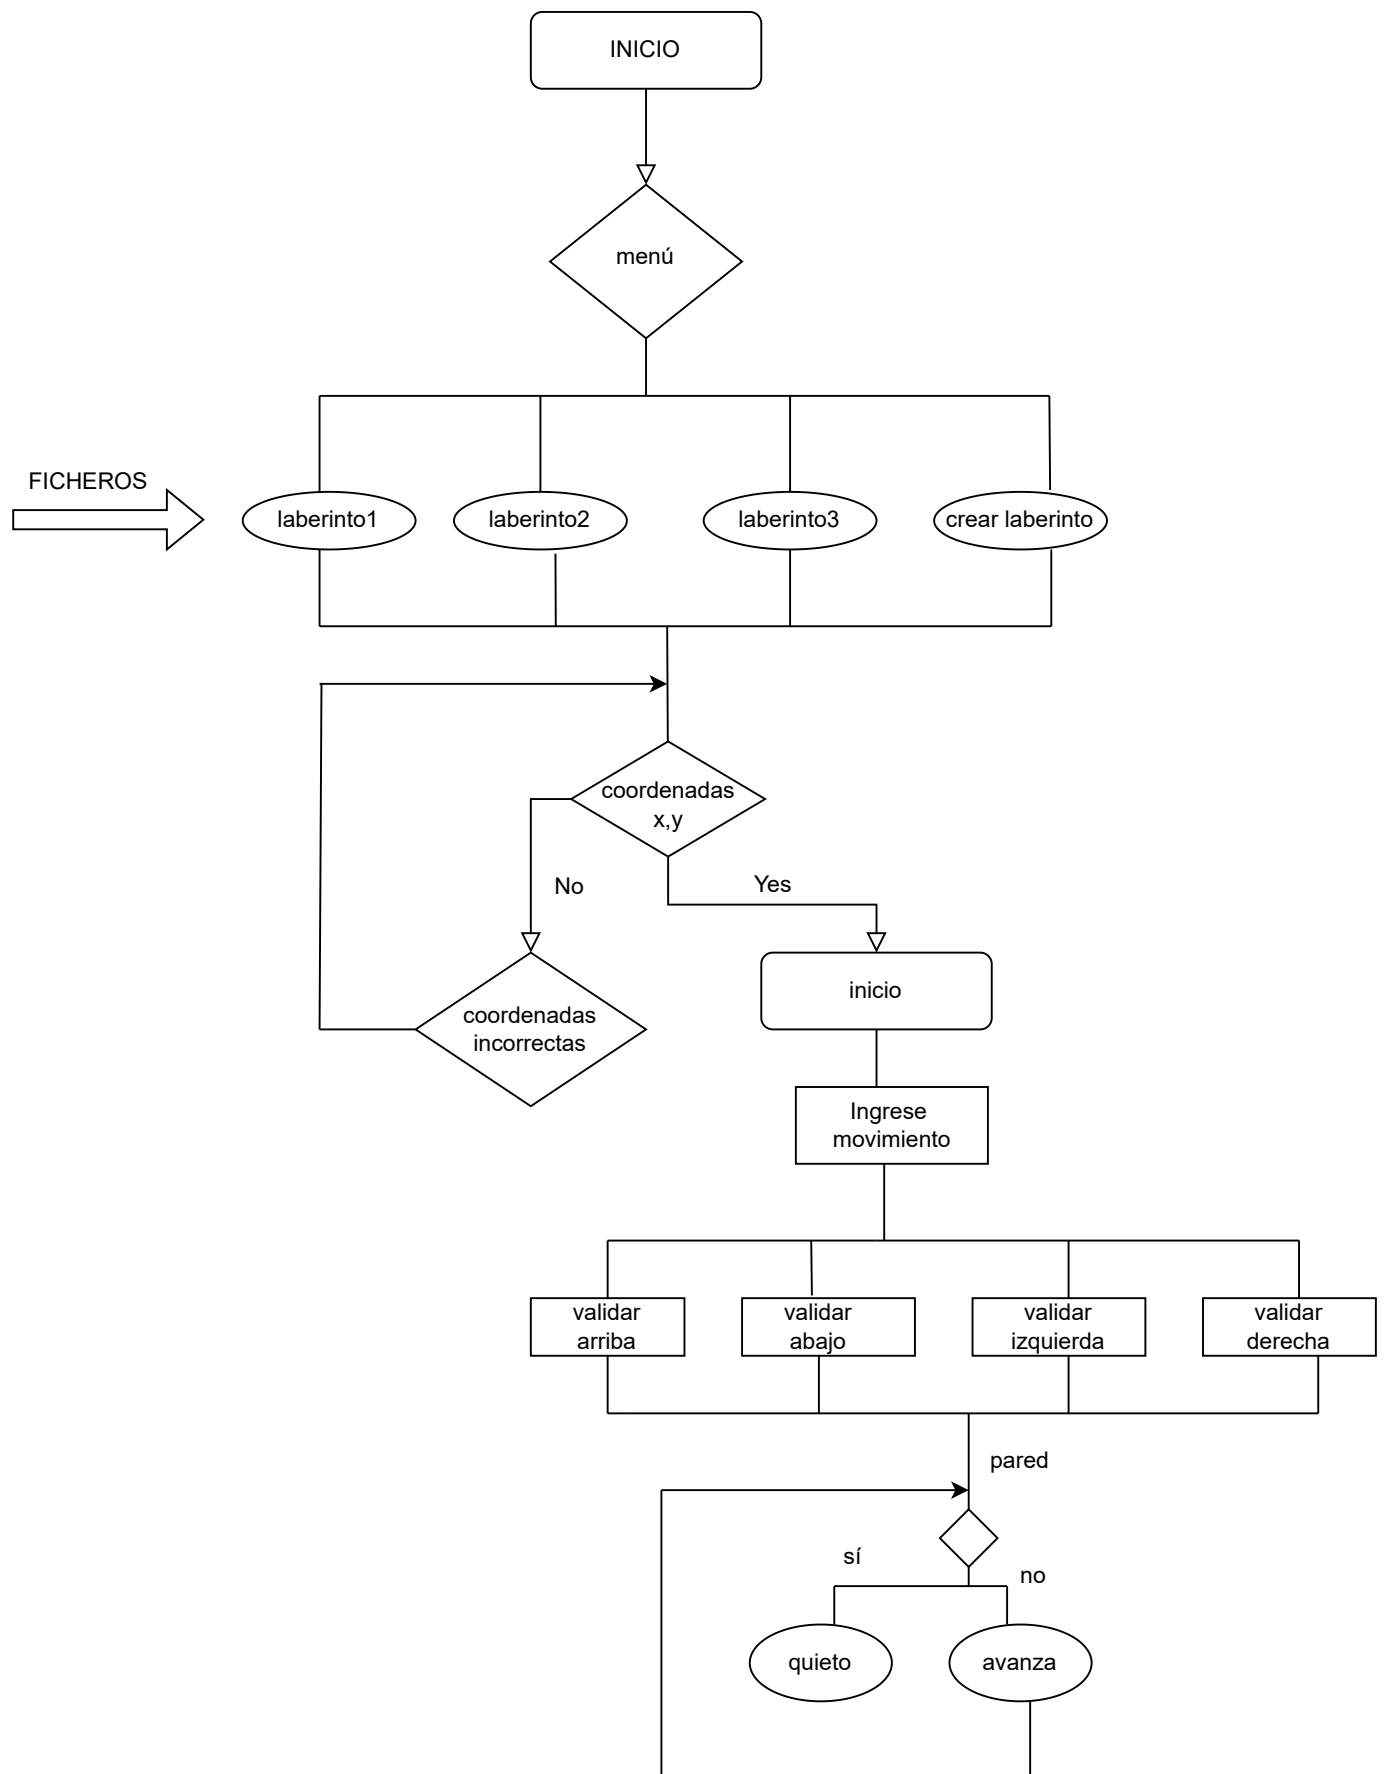 INICIO
menú
FICHEROS
laberinto1
laberinto2
laberinto3
crear laberinto
coordenadas
x,y
No
Yes
coordenadas
incorrectas
inicio
Ingrese
movimiento
validar
arriba
validar
abajo
validar
izquierda
validar
derecha
pared
sí
no
quieto
avanza